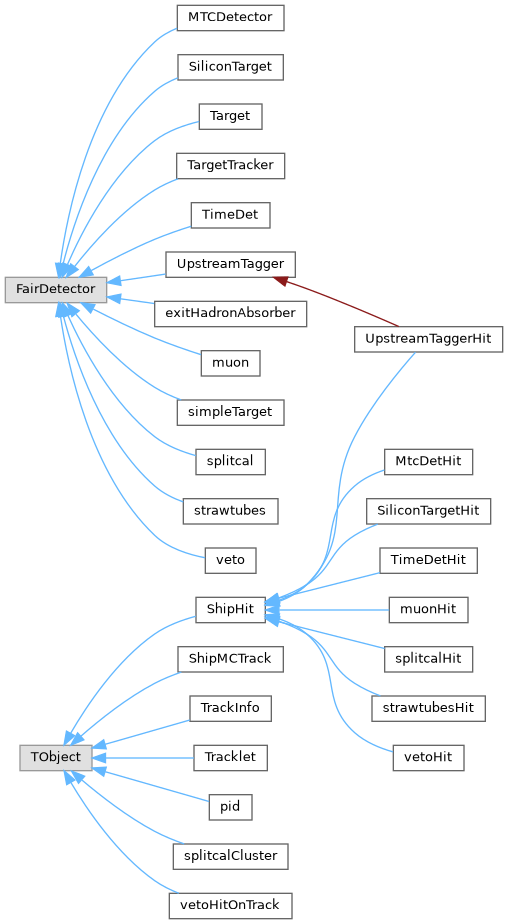 MTCDetector
SiliconTarget
Target
TargetTracker
TimeDet
UpstreamTagger
FairDetector
exitHadronAbsorber
UpstreamTaggerHit
muon
simpleTarget
splitcal
MtcDetHit
strawtubes
SiliconTargetHit
veto
TimeDetHit
ShipHit
muonHit
ShipMCTrack
splitcalHit
TrackInfo
strawtubesHit
TObject
Tracklet
vetoHit
pid
splitcalCluster
vetoHitOnTrack